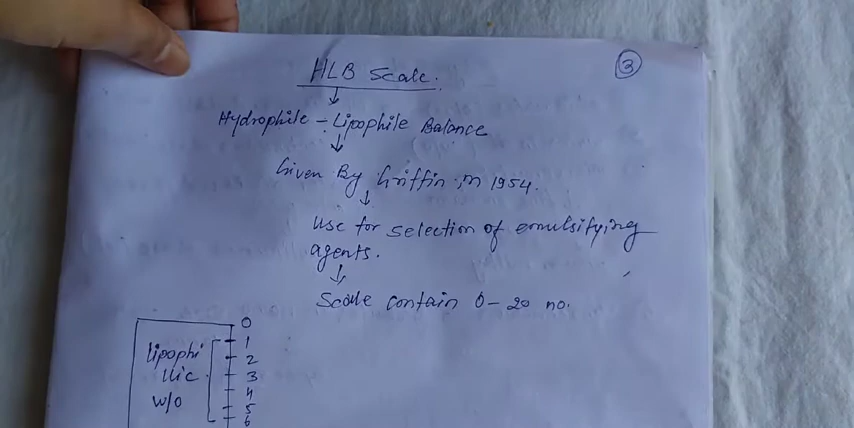 HLB Scale.
3
Hydrophile - Lipophile Balance
Given By Griffin in 1954.
use for selection of emulsifying
agents.
Scale contain 0-20 no.
0
1
lipophi
2
llic
3
4
w/o
5
6